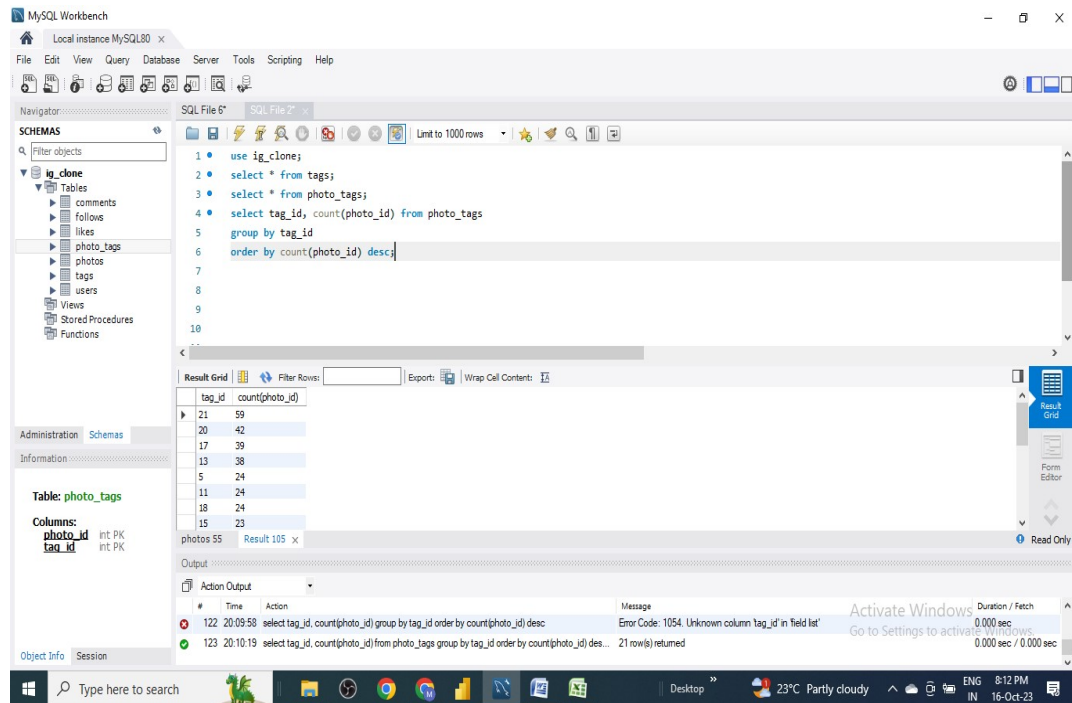 MySQL Workbench
Local instance MySQL80
File Edit View Query Database Server Tools Scripting Help
Navigator
SCHEMAS
Filter objects
ig_clone
Tables
comments
follows
likes
photo_tags
photos
tags
users
Views
Stored Procedures
Functions
Administration Schemas
Information
Table: photo_tags
Columns:
photo_id int PK
tag_id int PK
Object Info Session
SQL File 6* SQL File 2*
Limit to 1000 rows
1 use ig_clone;
2 select * from tags;
3 select * from photo_tags;
4 select tag_id, count(photo_id) from photo_tags
5 group by tag_id
6 order by count(photo_id) desc;
7
8
9
10
Result Grid Filter Rows: Export: Wrap Cell Content:
tag_id count(photo_id)
21 59
20 42
17 39
13 38
5 24
11 24
18 24
15 23
Result Grid
Form Editor
photos 55 Result 105
Read Only
Output
Action Output
# Time Action Message Duration / Fetch
122 20:09:58 select tag_id, count(photo_id) group by tag_id order by count(photo_id) desc Error Code: 1054. Unknown column 'tag_id' in 'field list' 0.000 sec
123 20:10:19 select tag_id, count(photo_id) from photo_tags group by tag_id order by count(photo_id) des... 21 row(s) returned 0.000 sec / 0.000 sec
Activate Windows
Go to Settings to activate Windows.
Type here to search
Desktop
23°C Partly cloudy
ENG
IN
8:12 PM
16-Oct-23